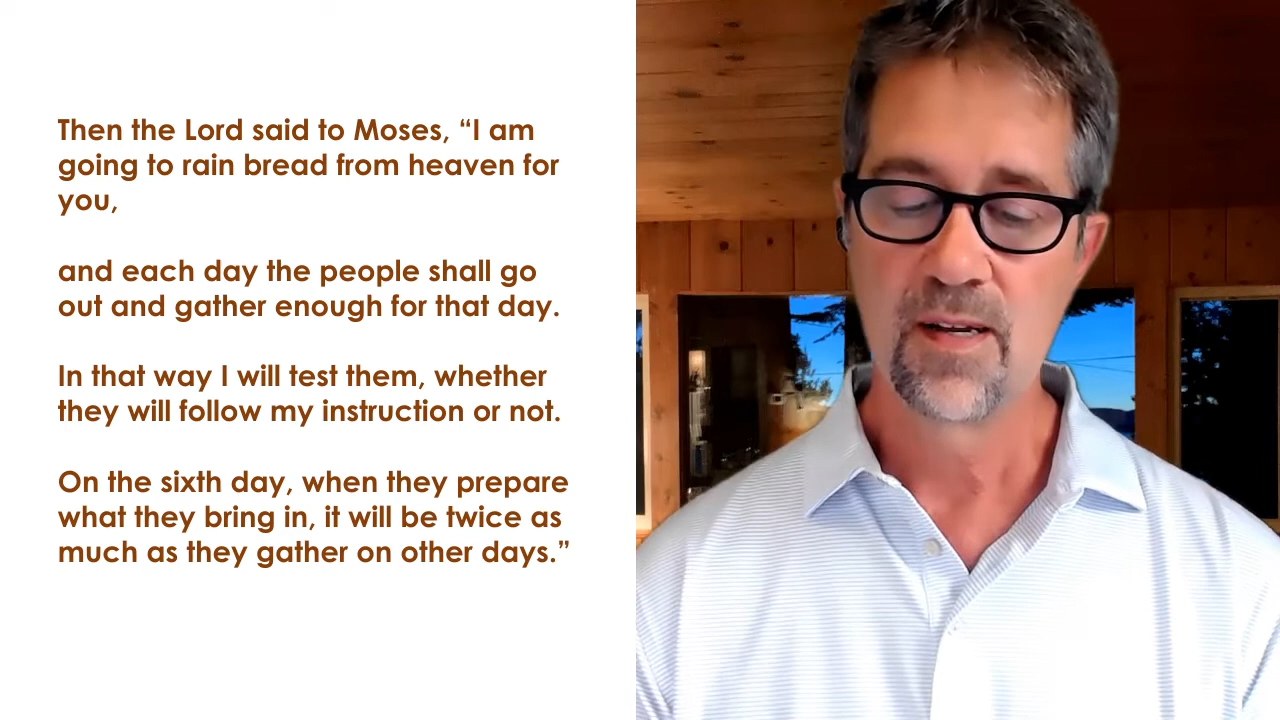 Then the Lord said to Moses, “I am
going to rain bread from heaven for
you,
and each day the people shall go
out and gather enough for that day.
In that way I will test them, whether
they will follow my instruction or not.
On the sixth day, when they prepare
what they bring in, it will be twice as
much as they gather on other days.”